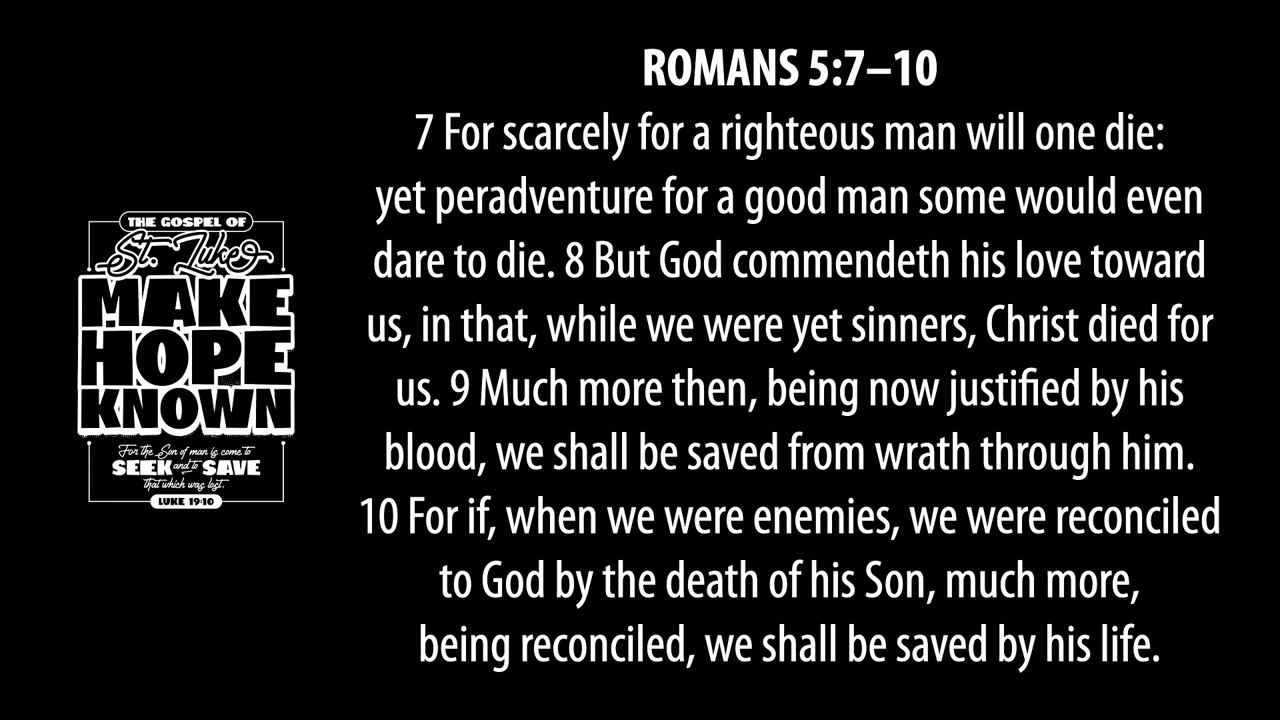 THE GOSPEL OF
St. Luke
MAKE
HOPE
KNOWN
For the Son of man is come to
SEEK and to SAVE
that which was lost.
LUKE 19:10
ROMANS 5:7–10
7 For scarcely for a righteous man will one die:
yet peradventure for a good man some would even
dare to die. 8 But God commendeth his love toward
us, in that, while we were yet sinners, Christ died for
us. 9 Much more then, being now justified by his
blood, we shall be saved from wrath through him.
10 For if, when we were enemies, we were reconciled
to God by the death of his Son, much more,
being reconciled, we shall be saved by his life.